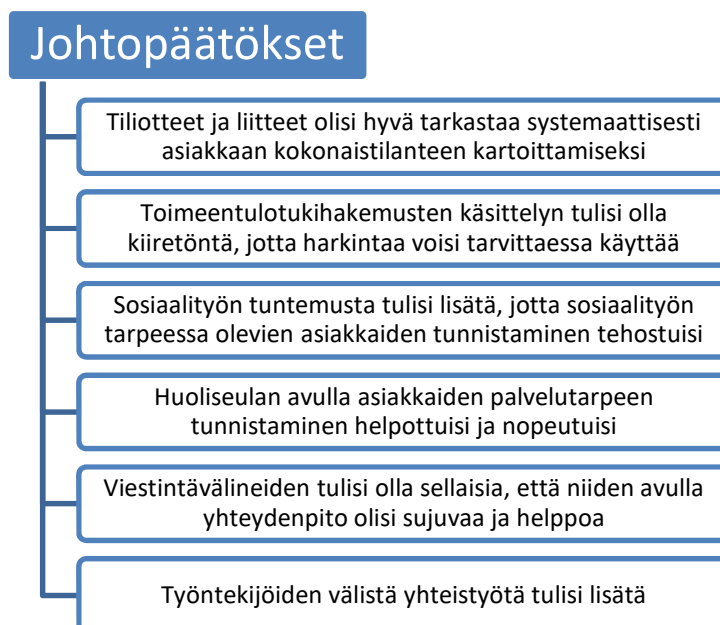 Johtopäätökset
Tiliotteet ja liitteet olisi hyvä tarkastaa systemaattisesti
asiakkaan kokonaistilanteen kartoittamiseksi
Toimeentulotukihakemusten käsittelyn tulisi olla
kiiretöntä, jotta harkintaa voisi tarvittaessa käyttää
Sosiaalityön tuntemusta tulisi lisätä, jotta sosiaalityön
tarpeessa olevien asiakkaiden tunnistaminen tehostuisi
Huoliseulan avulla asiakkaiden palvelutarpeen
tunnistaminen helpottuisi ja nopeutuisi
Viestintävälineiden tulisi olla sellaisia, että niiden avulla
yhteydenpito olisi sujuvaa ja helppoa
Työntekijöiden välistä yhteistyötä tulisi lisätä